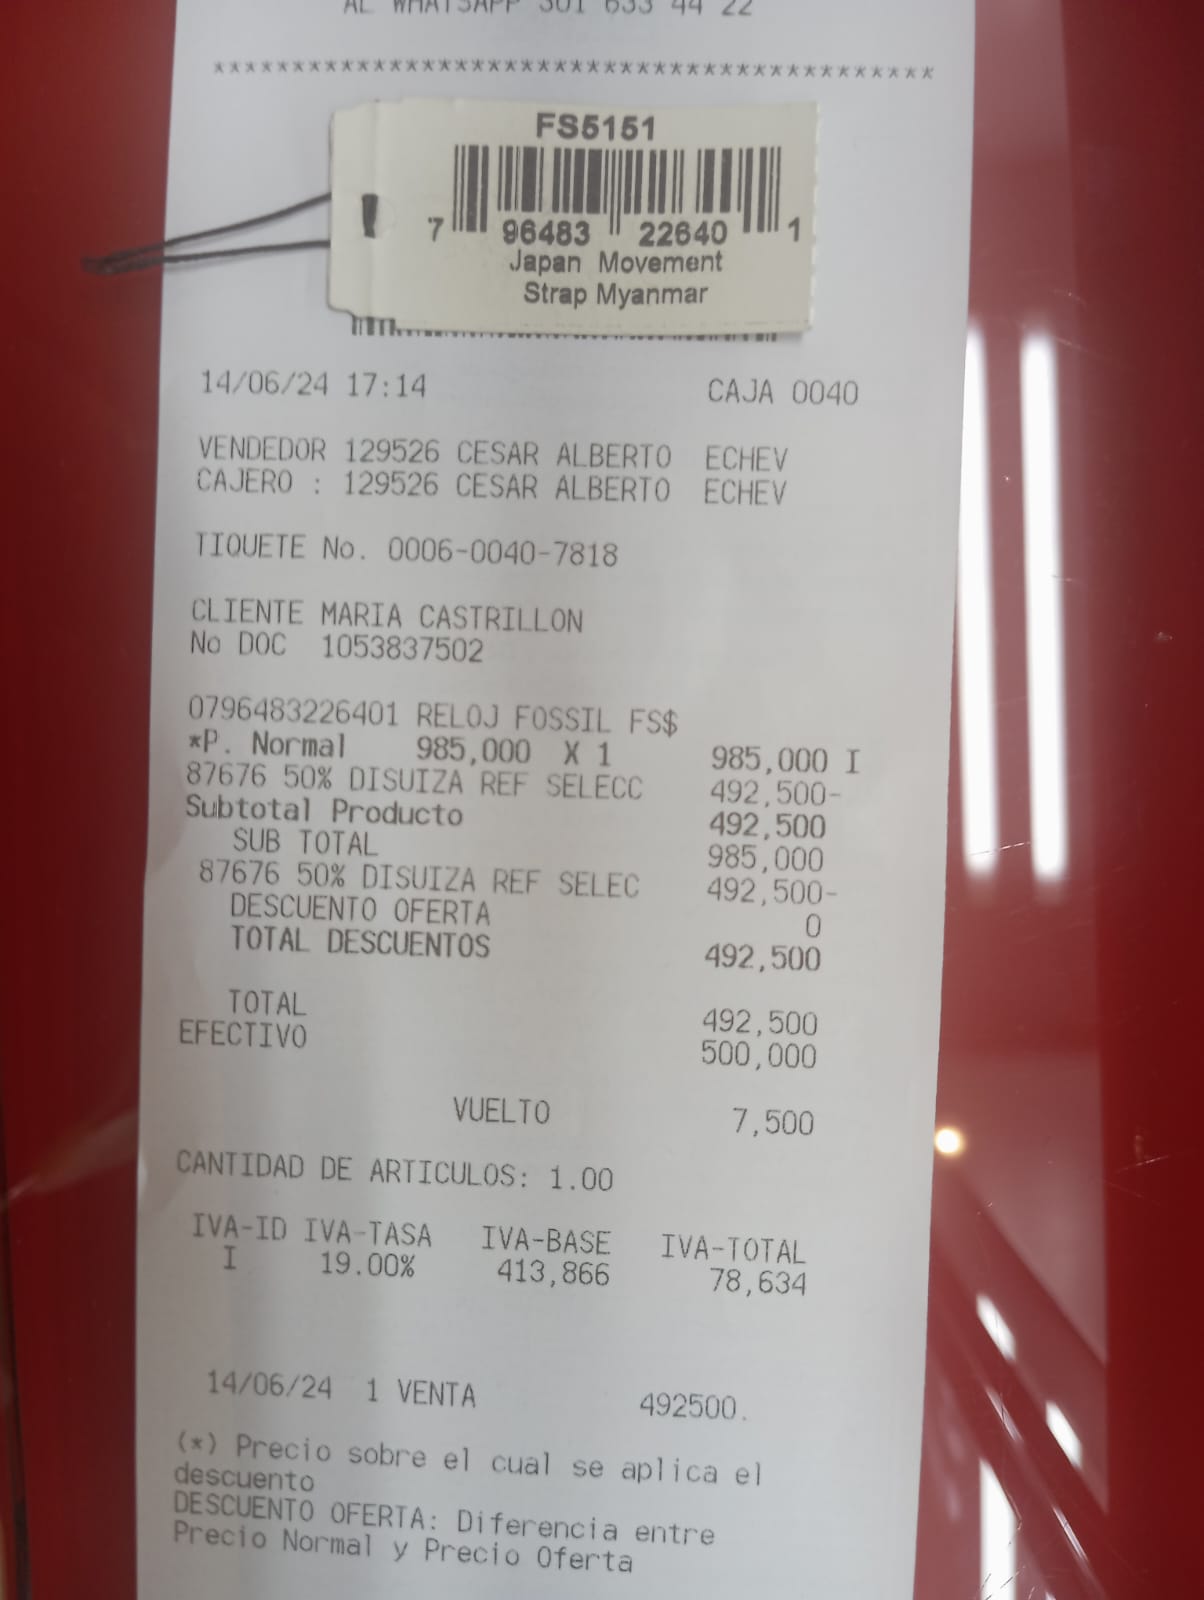 AL WHATSAPP 301 633 44 22
*********************************************
FS5151
7 96483 22640 1
Japan Movement
Strap Myanmar
14/06/24 17:14 CAJA 0040
VENDEDOR 129526 CESAR ALBERTO ECHEV
CAJERO : 129526 CESAR ALBERTO ECHEV
TIQUETE No. 0006-0040-7818
CLIENTE MARIA CASTRILLON
No DOC 1053837502
0796483226401 RELOJ FOSSIL FS$
*P. Normal 985,000 X 1 985,000 I
87676 50% DISUIZA REF SELECC 492,500-
Subtotal Producto 492,500
SUB TOTAL 985,000
87676 50% DISUIZA REF SELEC 492,500-
DESCUENTO OFERTA 0
TOTAL DESCUENTOS 492,500
TOTAL 492,500
EFECTIVO 500,000
VUELTO 7,500
CANTIDAD DE ARTICULOS: 1.00
IVA-ID IVA-TASA IVA-BASE IVA-TOTAL
I 19.00% 413,866 78,634
14/06/24 1 VENTA 492500.
(*) Precio sobre el cual se aplica el
descuento
DESCUENTO OFERTA: Diferencia entre
Precio Normal y Precio Oferta